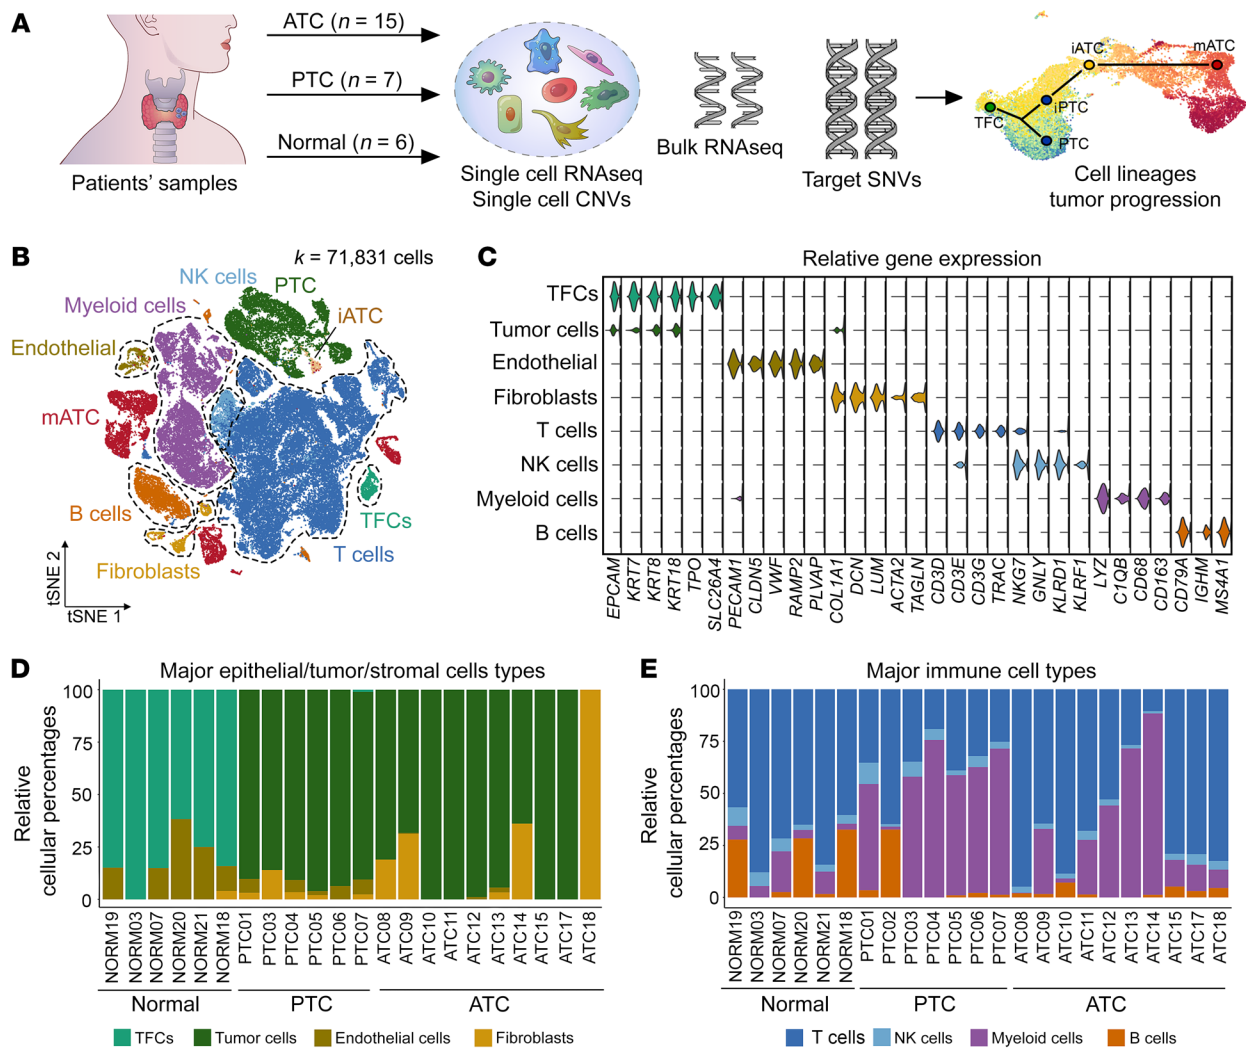 A
ATC (n = 15)
PTC (n = 7)
Normal (n = 6)
Patients' samples
Single cell RNAseq
Single cell CNVs
Bulk RNAseq
Target SNVs
iATC
mATC
TFC
iPTC
PTC
Cell lineages
tumor progression
B
k = 71,831 cells
NK cells
PTC
Myeloid cells
iATC
Endothelial
mATC
B cells
TFCs
T cells
Fibroblasts
tSNE 2
tSNE 1
C
Relative gene expression
TFCs
Tumor cells
Endothelial
Fibroblasts
T cells
NK cells
Myeloid cells
B cells
EPCAM
KRT7
KRT8
KRT18
TPO
SLC26A4
PECAM1
CLDN5
VWF
RAMP2
PLVAP
COL1A1
DCN
LUM
ACTA2
TAGLN
CD3D
CD3E
CD3G
TRAC
NKG7
GNLY
KLRD1
KLRF1
LYZ
C1QB
CD68
CD163
CD79A
IGHM
MS4A1
D
Major epithelial/tumor/stromal cells types
Relative
cellular percentages
100
75
50
25
0
NORM19
NORM03
NORM07
NORM20
NORM21
NORM18
PTC01
PTC03
PTC04
PTC05
PTC06
PTC07
ATC08
ATC09
ATC10
ATC11
ATC12
ATC13
ATC14
ATC15
ATC17
ATC18
Normal
PTC
ATC
TFCs
Tumor cells
Endothelial cells
Fibroblasts
E
Major immune cell types
Relative
cellular percentages
100
75
50
25
0
NORM19
NORM03
NORM07
NORM20
NORM21
NORM18
PTC01
PTC02
PTC03
PTC04
PTC05
PTC06
PTC07
ATC08
ATC09
ATC10
ATC11
ATC12
ATC13
ATC14
ATC15
ATC17
ATC18
Normal
PTC
ATC
T cells
NK cells
Myeloid cells
B cells